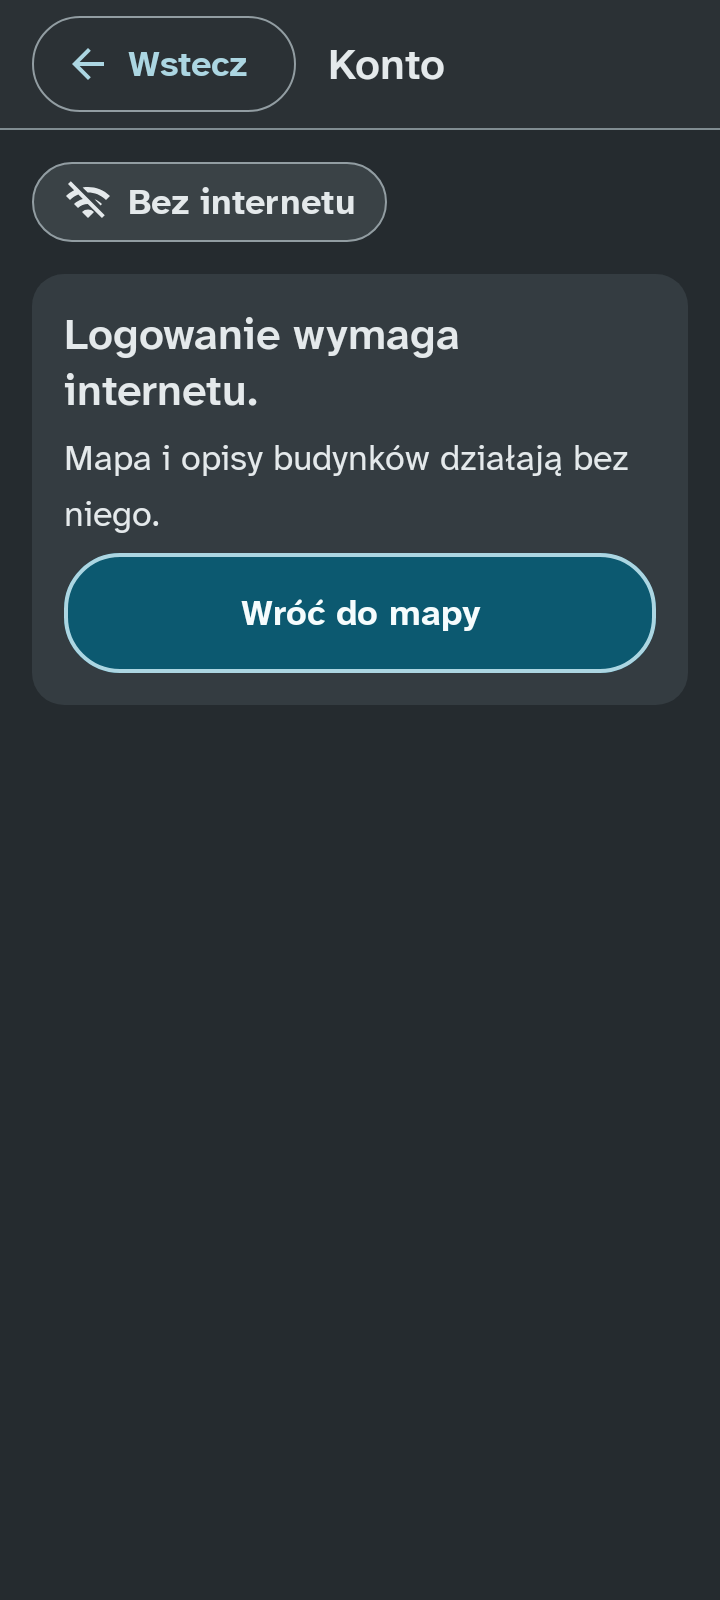 Wstecz
Konto
Bez internetu
Logowanie wymaga
internetu.
Mapa i opisy budynków działają bez
niego.
Wróć do mapy